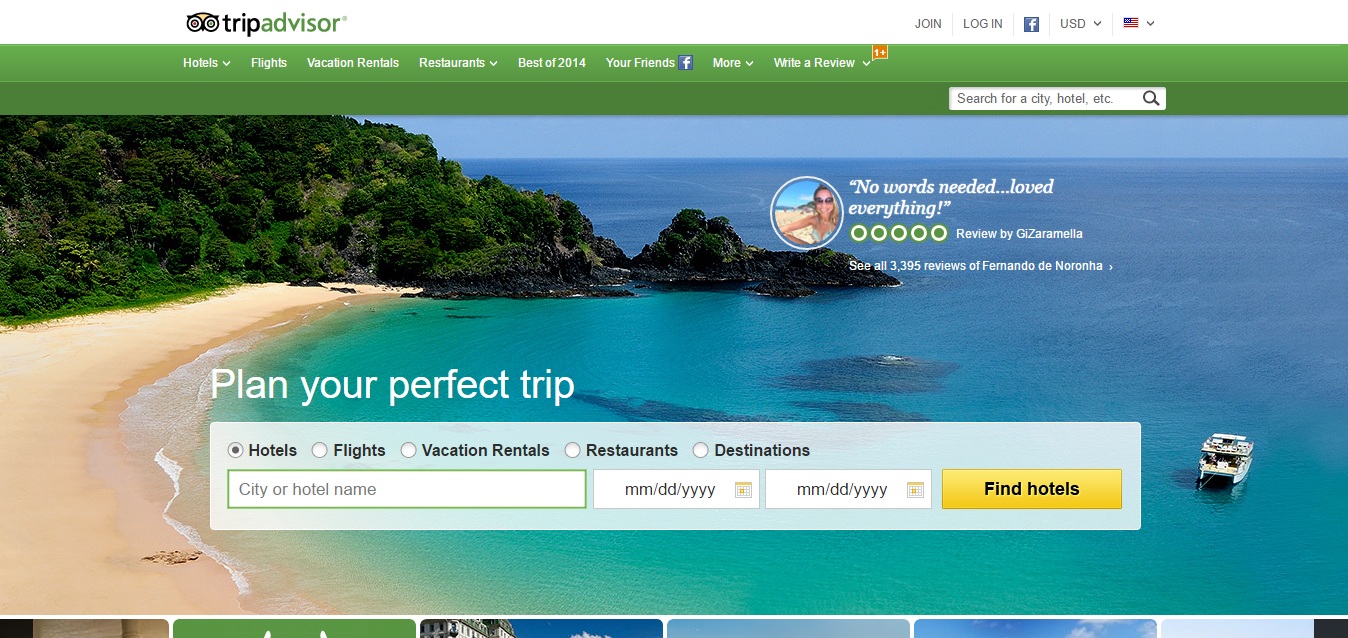 tripadvisor®
JOIN LOG IN f USD
Hotels Flights Vacation Rentals Restaurants Best of 2014 Your Friends f More Write a Review 1+
Search for a city, hotel, etc.
“No words needed...loved
everything!”
Review by GiZaramella
See all 3,395 reviews of Fernando de Noronha ›
Plan your perfect trip
Hotels Flights Vacation Rentals Restaurants Destinations
City or hotel name mm/dd/yyyy mm/dd/yyyy Find hotels